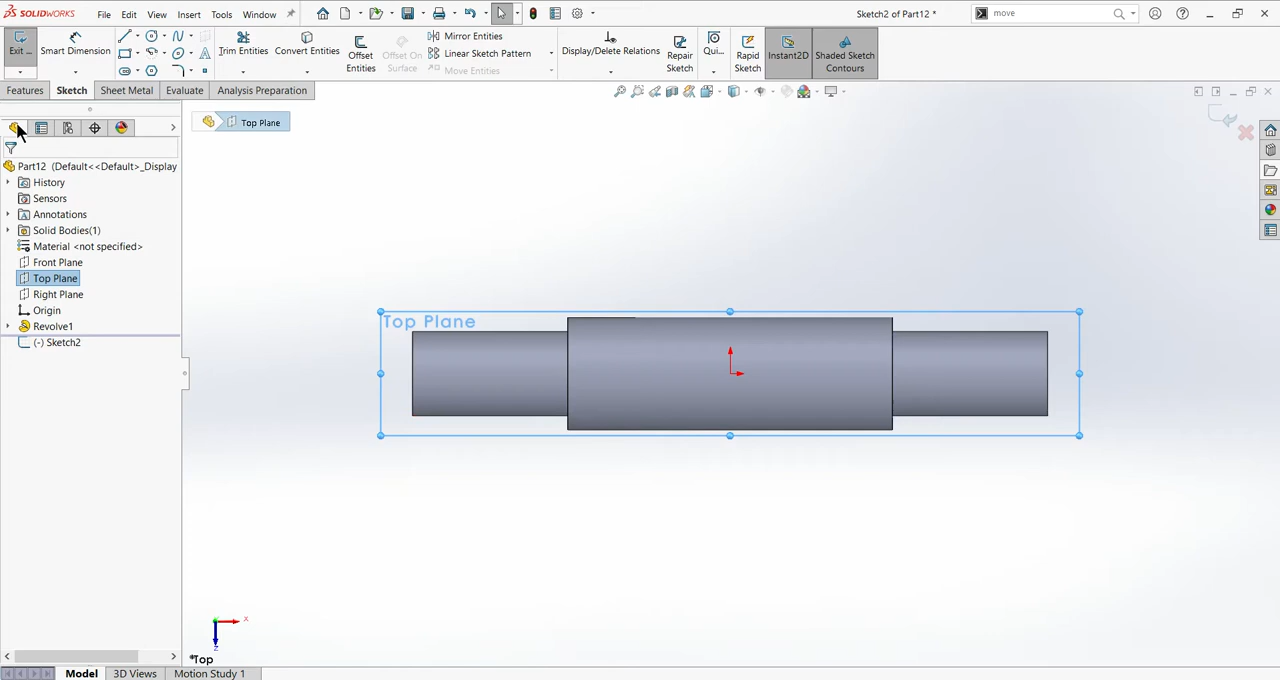 SOLIDWORKS File Edit View Insert Tools Window Sketch2 of Part12 * move
Exit ... Smart Dimension Trim Entities Convert Entities Offset Entities Offset On Surface Mirror Entities Linear Sketch Pattern Move Entities Display/Delete Relations Repair Sketch Qui... Rapid Sketch Instant2D Shaded Sketch Contours
Features Sketch Sheet Metal Evaluate Analysis Preparation
Top Plane
Part12 (Default<<Default>_Display
History
Sensors
Annotations
Solid Bodies(1)
Material <not specified>
Front Plane
Top Plane
Right Plane
Origin
Revolve1
(-) Sketch2
Top Plane
x
z
*Top
Model 3D Views Motion Study 1